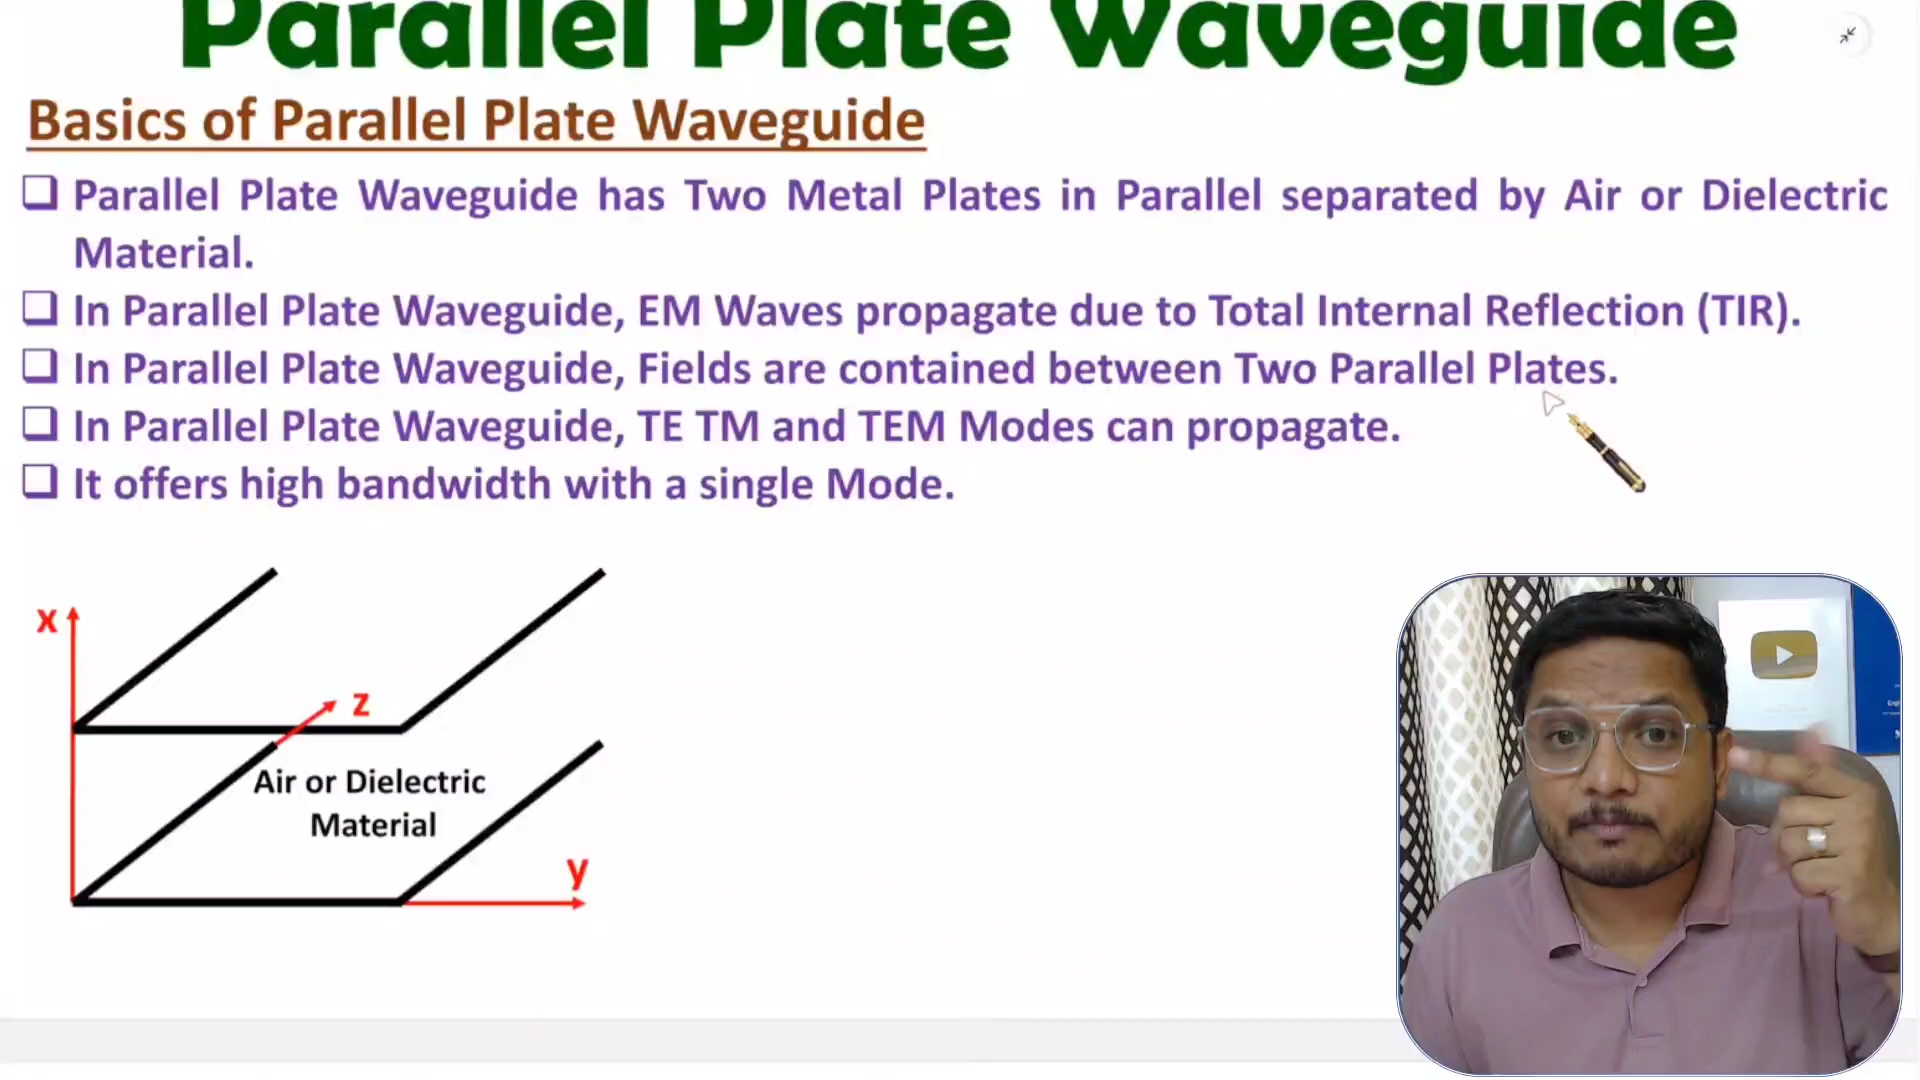 Parallel Plate Waveguide
Basics of Parallel Plate Waveguide
❑ Parallel Plate Waveguide has Two Metal Plates in Parallel separated by Air or Dielectric
Material.
❑ In Parallel Plate Waveguide, EM Waves propagate due to Total Internal Reflection (TIR).
❑ In Parallel Plate Waveguide, Fields are contained between Two Parallel Plates.
❑ In Parallel Plate Waveguide, TE TM and TEM Modes can propagate.
❑ It offers high bandwidth with a single Mode.
x
z
Air or Dielectric
Material
y